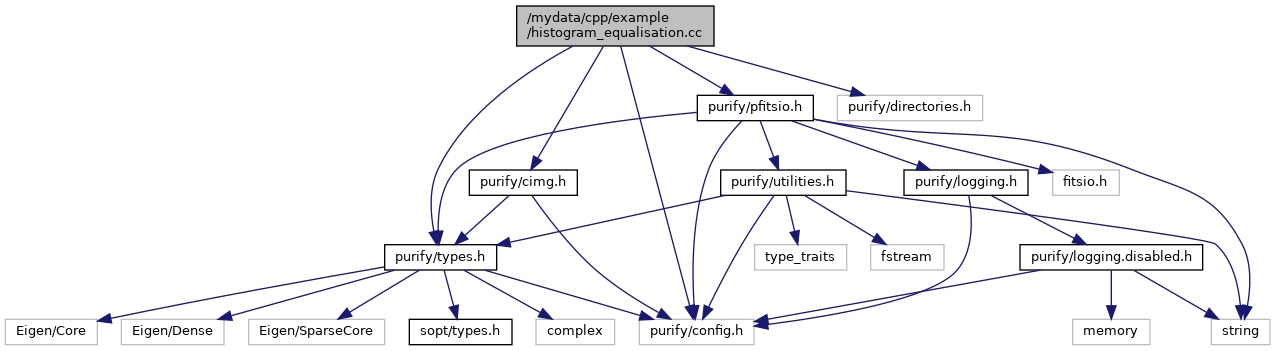 /mydata/cpp/example
/histogram_equalisation.cc
purify/pfitsio.h
purify/directories.h
purify/cimg.h
purify/utilities.h
purify/logging.h
fitsio.h
purify/types.h
type_traits
fstream
purify/logging.disabled.h
Eigen/Core
Eigen/Dense
Eigen/SparseCore
sopt/types.h
complex
purify/config.h
memory
string